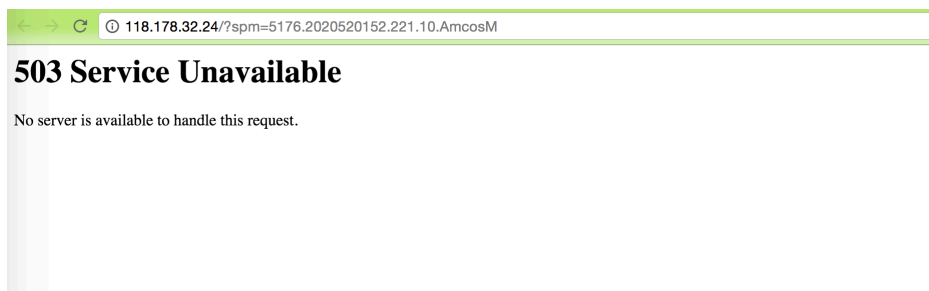 118.178.32.24/?spm=5176.2020520152.221.10.AmcosM
503 Service Unavailable
No server is available to handle this request.